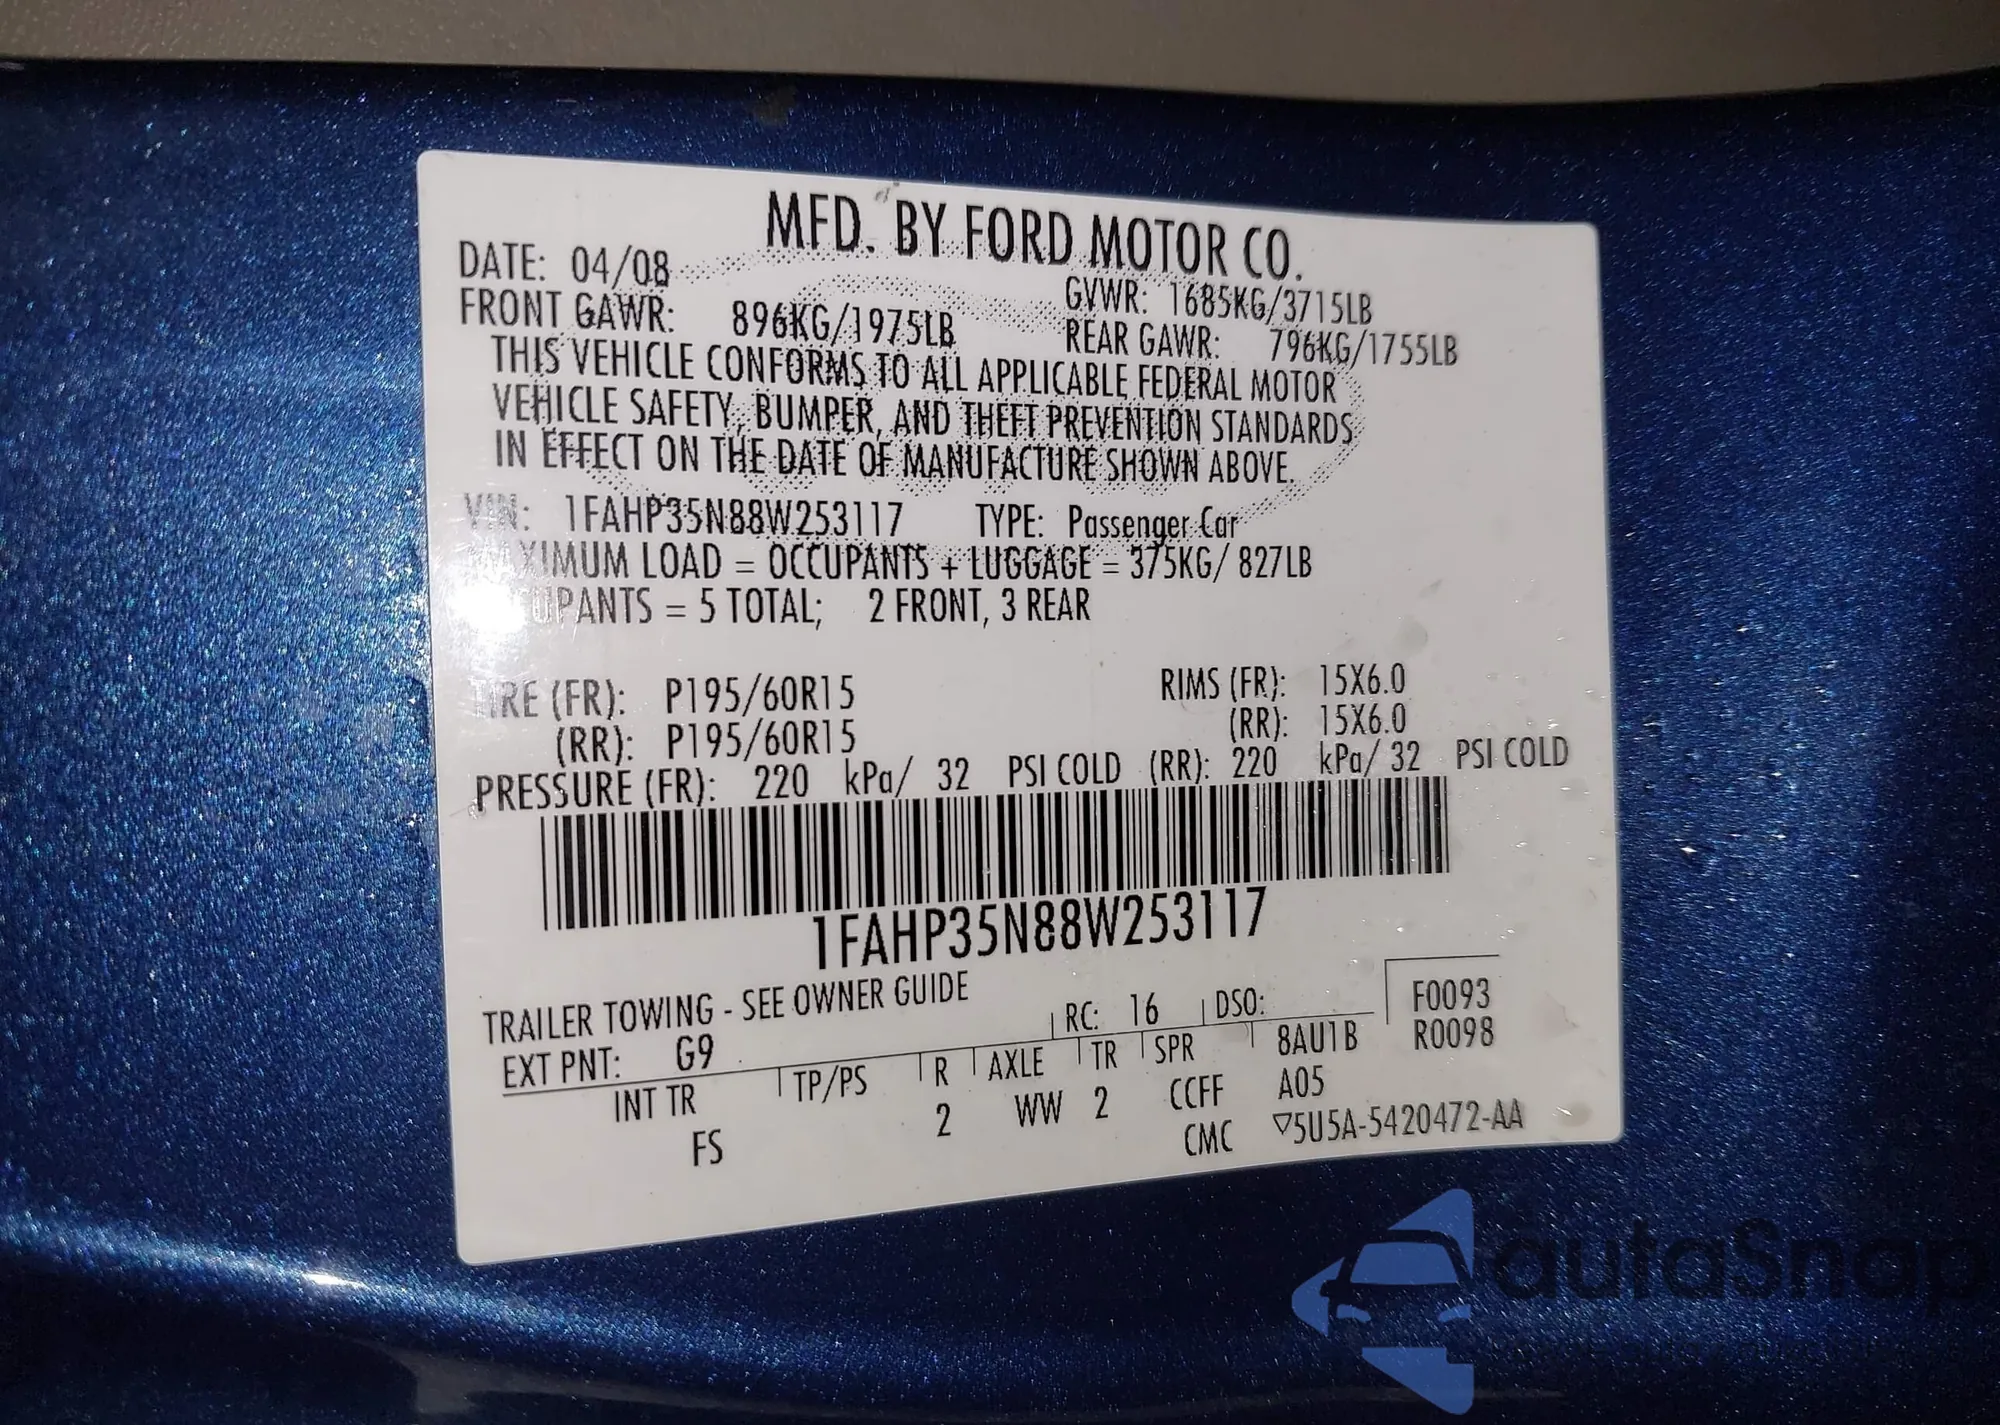 MFD. BY FORD MOTOR CO.
DATE: 04/08
GVWR: 1685KG/3715LB
FRONT GAWR: 896KG/1975LB
REAR GAWR: 796KG/1755LB
THIS VEHICLE CONFORMS TO ALL APPLICABLE FEDERAL MOTOR
VEHICLE SAFETY, BUMPER, AND THEFT PREVENTION STANDARDS
IN EFFECT ON THE DATE OF MANUFACTURE SHOWN ABOVE.
VIN: 1FAHP35N88W253117 TYPE: Passenger Car
MAXIMUM LOAD = OCCUPANTS + LUGGAGE = 375KG/ 827LB
OCCUPANTS = 5 TOTAL; 2 FRONT, 3 REAR
TIRE (FR): P195/60R15 RIMS (FR): 15X6.0
(RR): P195/60R15 (RR): 15X6.0
PRESSURE (FR): 220 kPa/ 32 PSI COLD (RR): 220 kPa/ 32 PSI COLD
1FAHP35N88W253117
TRAILER TOWING - SEE OWNER GUIDE
F0093
EXT PNT: G9 RC: 16 DSO: R0098
INT TR TP/PS R AXLE TR SPR 8AU1B
FS 2 WW 2 CCFF A05
CMC ▽5U5A-5420472-AA
autaSnap